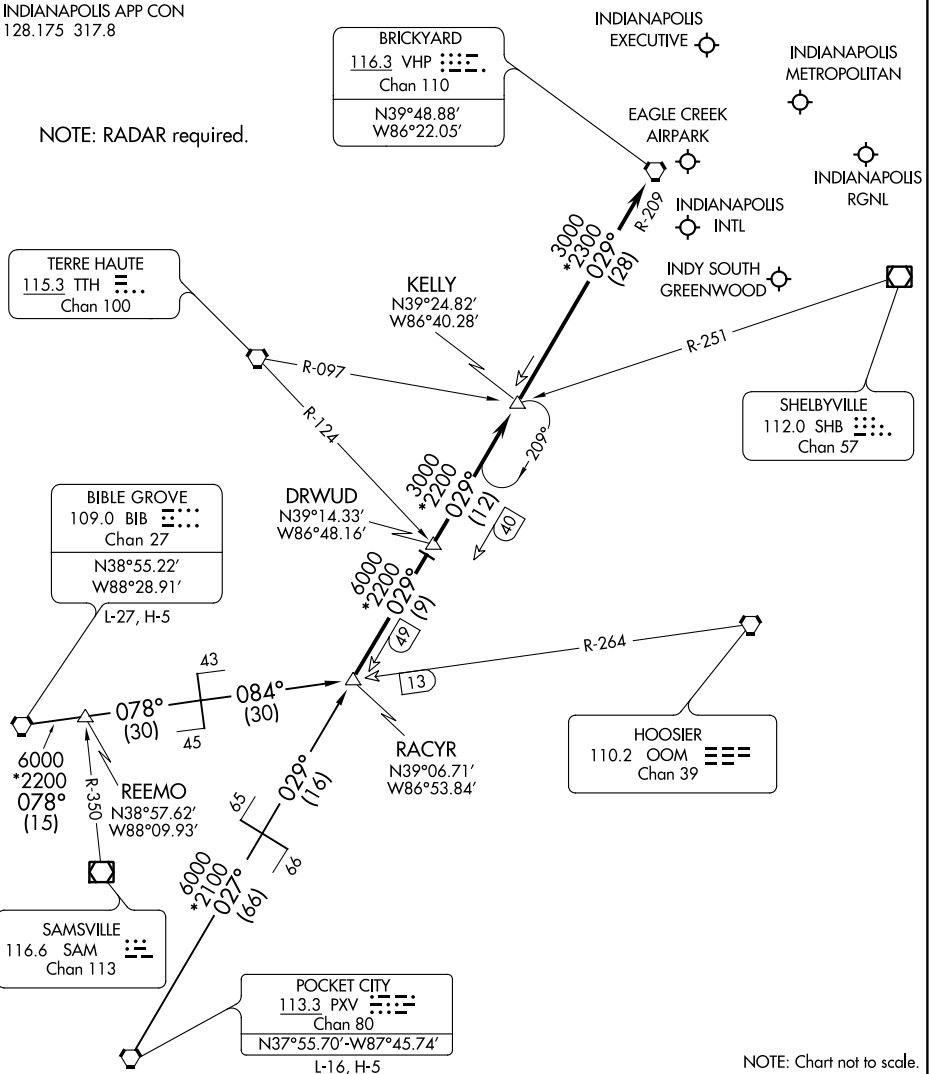 INDIANAPOLIS APP CON
128.175 317.8
NOTE: RADAR required.
BRICKYARD
116.3 VHP
Chan 110
N39°48.88'
W86°22.05'
INDIANAPOLIS
EXECUTIVE
INDIANAPOLIS
METROPOLITAN
EAGLE CREEK
AIRPARK
INDIANAPOLIS
RGNL
INDIANAPOLIS
INTL
INDY SOUTH
GREENWOOD
R-209
3000
*2300
029°
(28)
TERRE HAUTE
115.3 TTH
Chan 100
KELLY
N39°24.82'
W86°40.28'
R-097
R-251
R-124
SHELBYVILLE
112.0 SHB
Chan 57
209°
3000
*2200
029°
(12)
40
DRWUD
N39°14.33'
W86°48.16'
BIBLE GROVE
109.0 BIB
Chan 27
N38°55.22'
W88°28.91'
L-27, H-5
6000
*2200
029°
(9)
49
R-264
13
43
084°
(30)
078°
(30)
45
6000
*2200
078°
(15)
R-350
REEMO
N38°57.62'
W88°09.93'
RACYR
N39°06.71'
W86°53.84'
HOOSIER
110.2 OOM
Chan 39
029°
(16)
65
66
6000
*2100
027°
(66)
SAMSVILLE
116.6 SAM
Chan 113
POCKET CITY
113.3 PXV
Chan 80
N37°55.70'-W87°45.74'
L-16, H-5
NOTE: Chart not to scale.